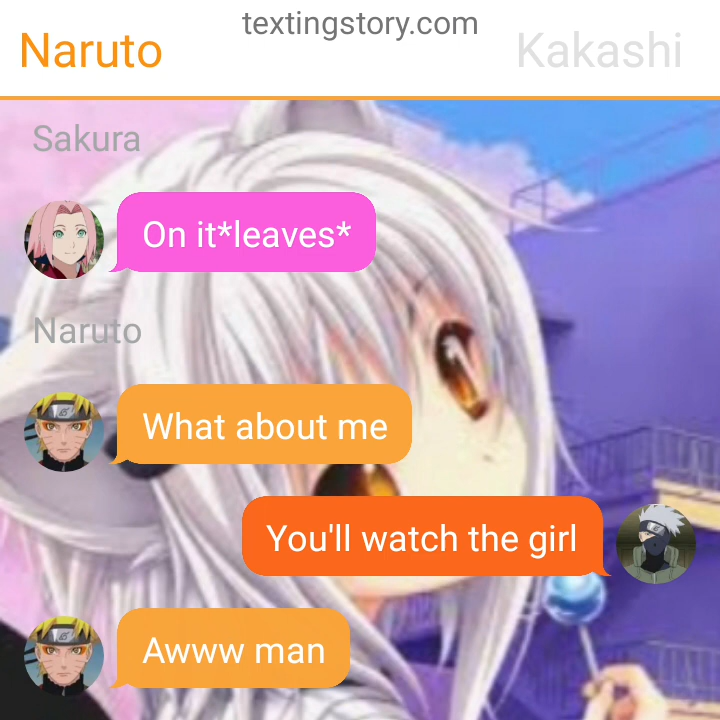 textingstory.com
Naruto
Kakashi
Sakura
On it*leaves*
Naruto
What about me
You'll watch the girl
Awww man